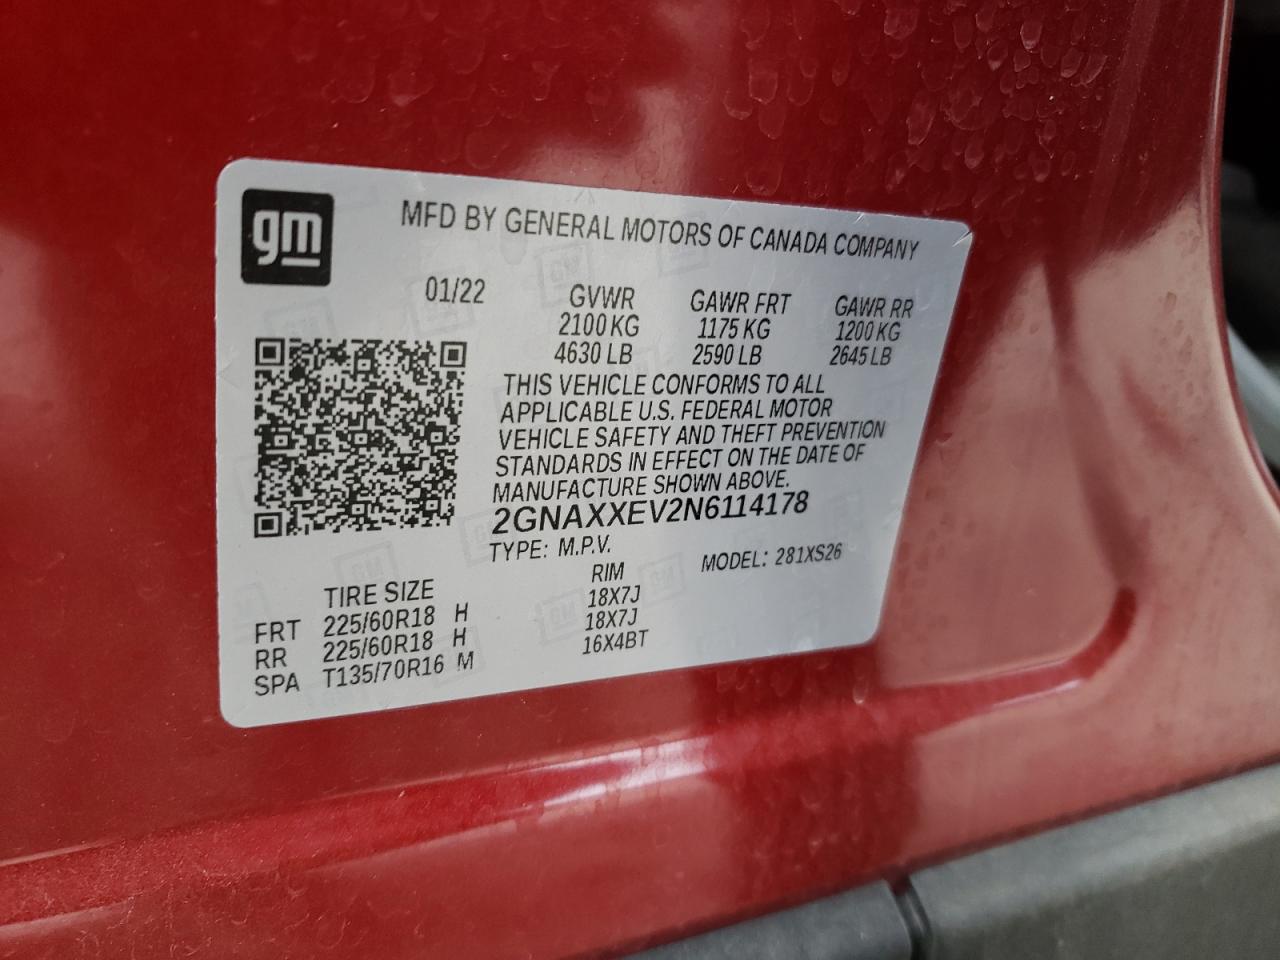 gm
MFD BY GENERAL MOTORS OF CANADA COMPANY
01/22 GVWR GAWR FRT GAWR RR
2100 KG 1175 KG 1200 KG
4630 LB 2590 LB 2645 LB
THIS VEHICLE CONFORMS TO ALL
APPLICABLE U.S. FEDERAL MOTOR
VEHICLE SAFETY AND THEFT PREVENTION
STANDARDS IN EFFECT ON THE DATE OF
MANUFACTURE SHOWN ABOVE.
2GNAXXEV2N6114178
TYPE: M.P.V. MODEL: 281XS26
TIRE SIZE RIM
FRT 225/60R18 H 18X7J
RR 225/60R18 H 18X7J
SPA T135/70R16 M 16X4BT